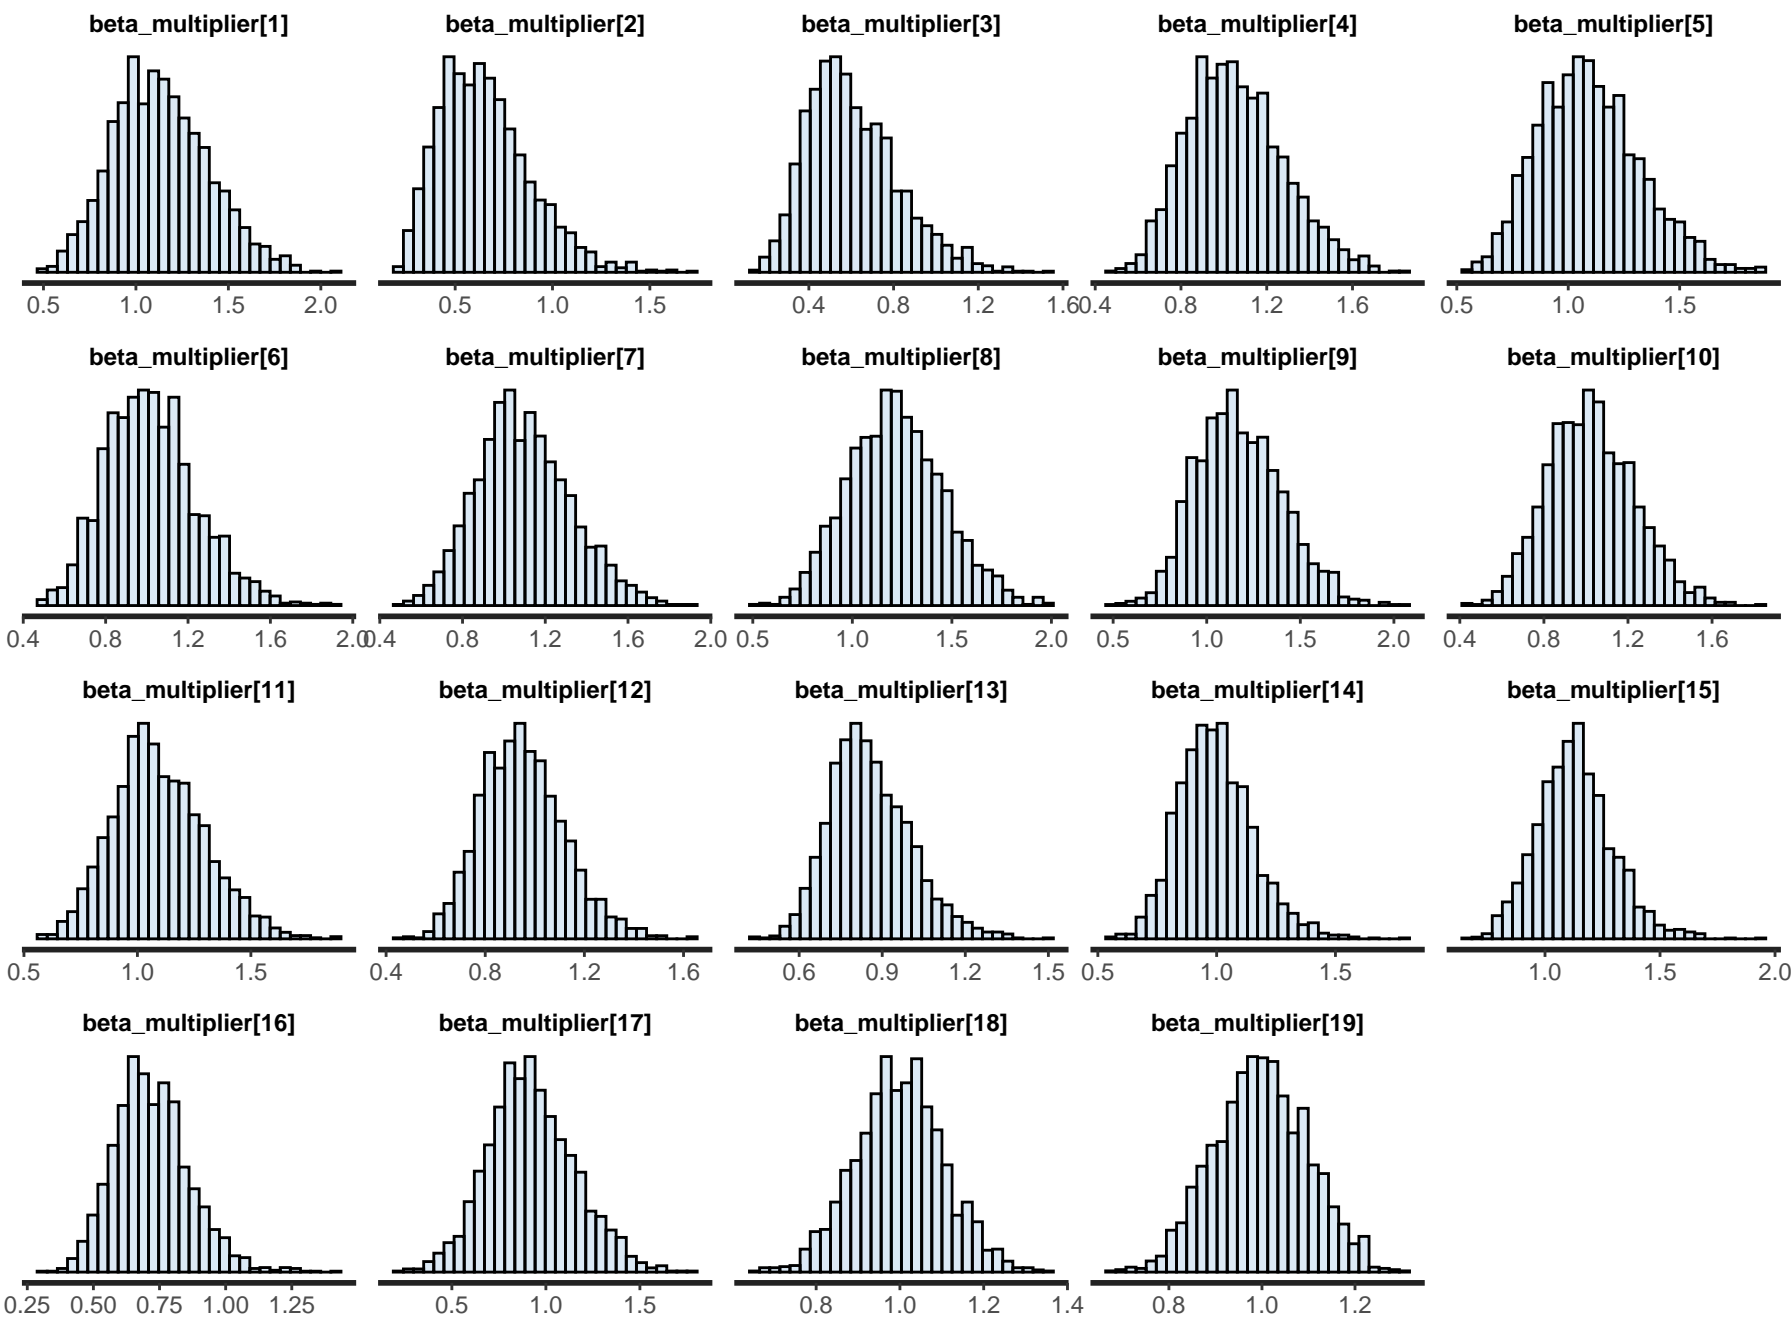 beta_multiplier[1] beta_multiplier[2] beta_multiplier[3] beta_multiplier[4] beta_multiplier[5]
0.5 1.0 1.5 2.0 0.5 1.0 1.5 0.4 0.8 1.2 1.6 0.4 0.8 1.2 1.6 0.5 1.0 1.5
beta_multiplier[6] beta_multiplier[7] beta_multiplier[8] beta_multiplier[9] beta_multiplier[10]
0.4 0.8 1.2 1.6 2.0 0.4 0.8 1.2 1.6 2.0 0.5 1.0 1.5 2.0 0.5 1.0 1.5 2.0 0.4 0.8 1.2 1.6
beta_multiplier[11] beta_multiplier[12] beta_multiplier[13] beta_multiplier[14] beta_multiplier[15]
0.5 1.0 1.5 0.4 0.8 1.2 1.6 0.6 0.9 1.2 1.5 0.5 1.0 1.5 1.0 1.5 2.0
beta_multiplier[16] beta_multiplier[17] beta_multiplier[18] beta_multiplier[19]
0.25 0.50 0.75 1.00 1.25 0.5 1.0 1.5 0.8 1.0 1.2 1.4 0.8 1.0 1.2